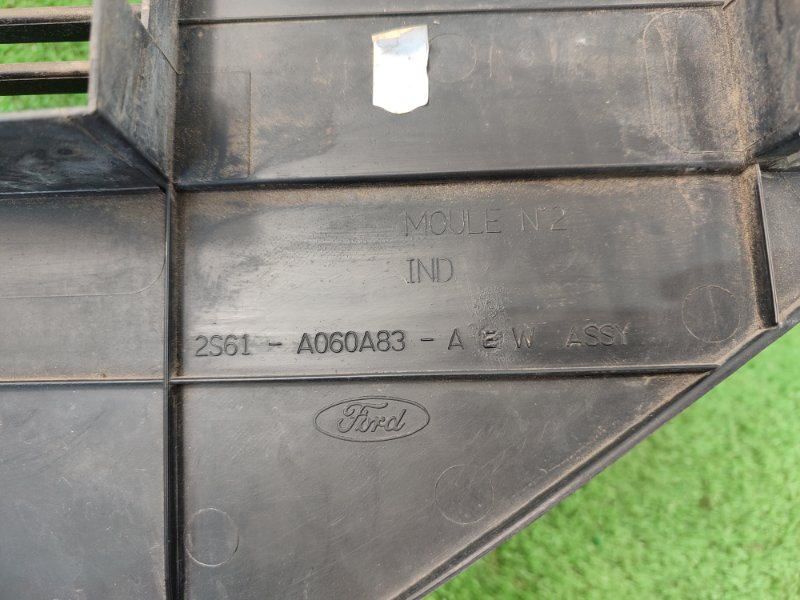 MOULE N°2
IND
2S61 - A060A83 - A E W ASSY
Ford